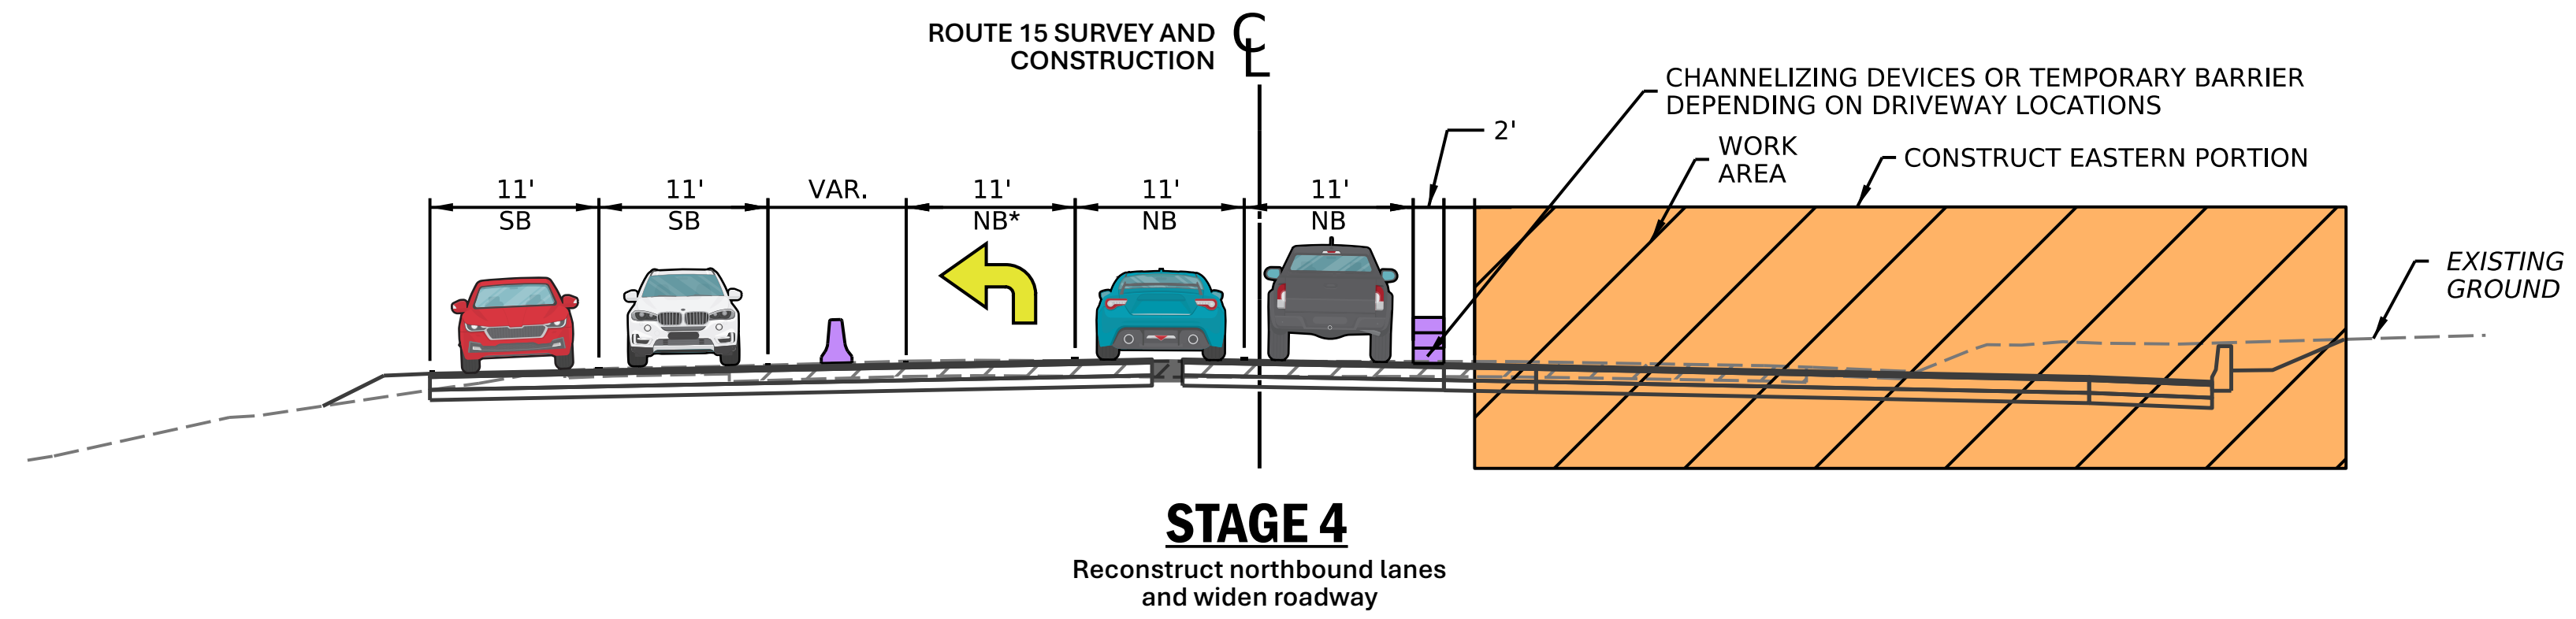 ROUTE 15 SURVEY AND
CONSTRUCTION
CL
CHANNELIZING DEVICES OR TEMPORARY BARRIER
DEPENDING ON DRIVEWAY LOCATIONS
2'
WORK
AREA
CONSTRUCT EASTERN PORTION
11' 11' VAR. 11' 11' 11'
SB SB NB* NB NB
EXISTING
GROUND
STAGE 4
Reconstruct northbound lanes
and widen roadway